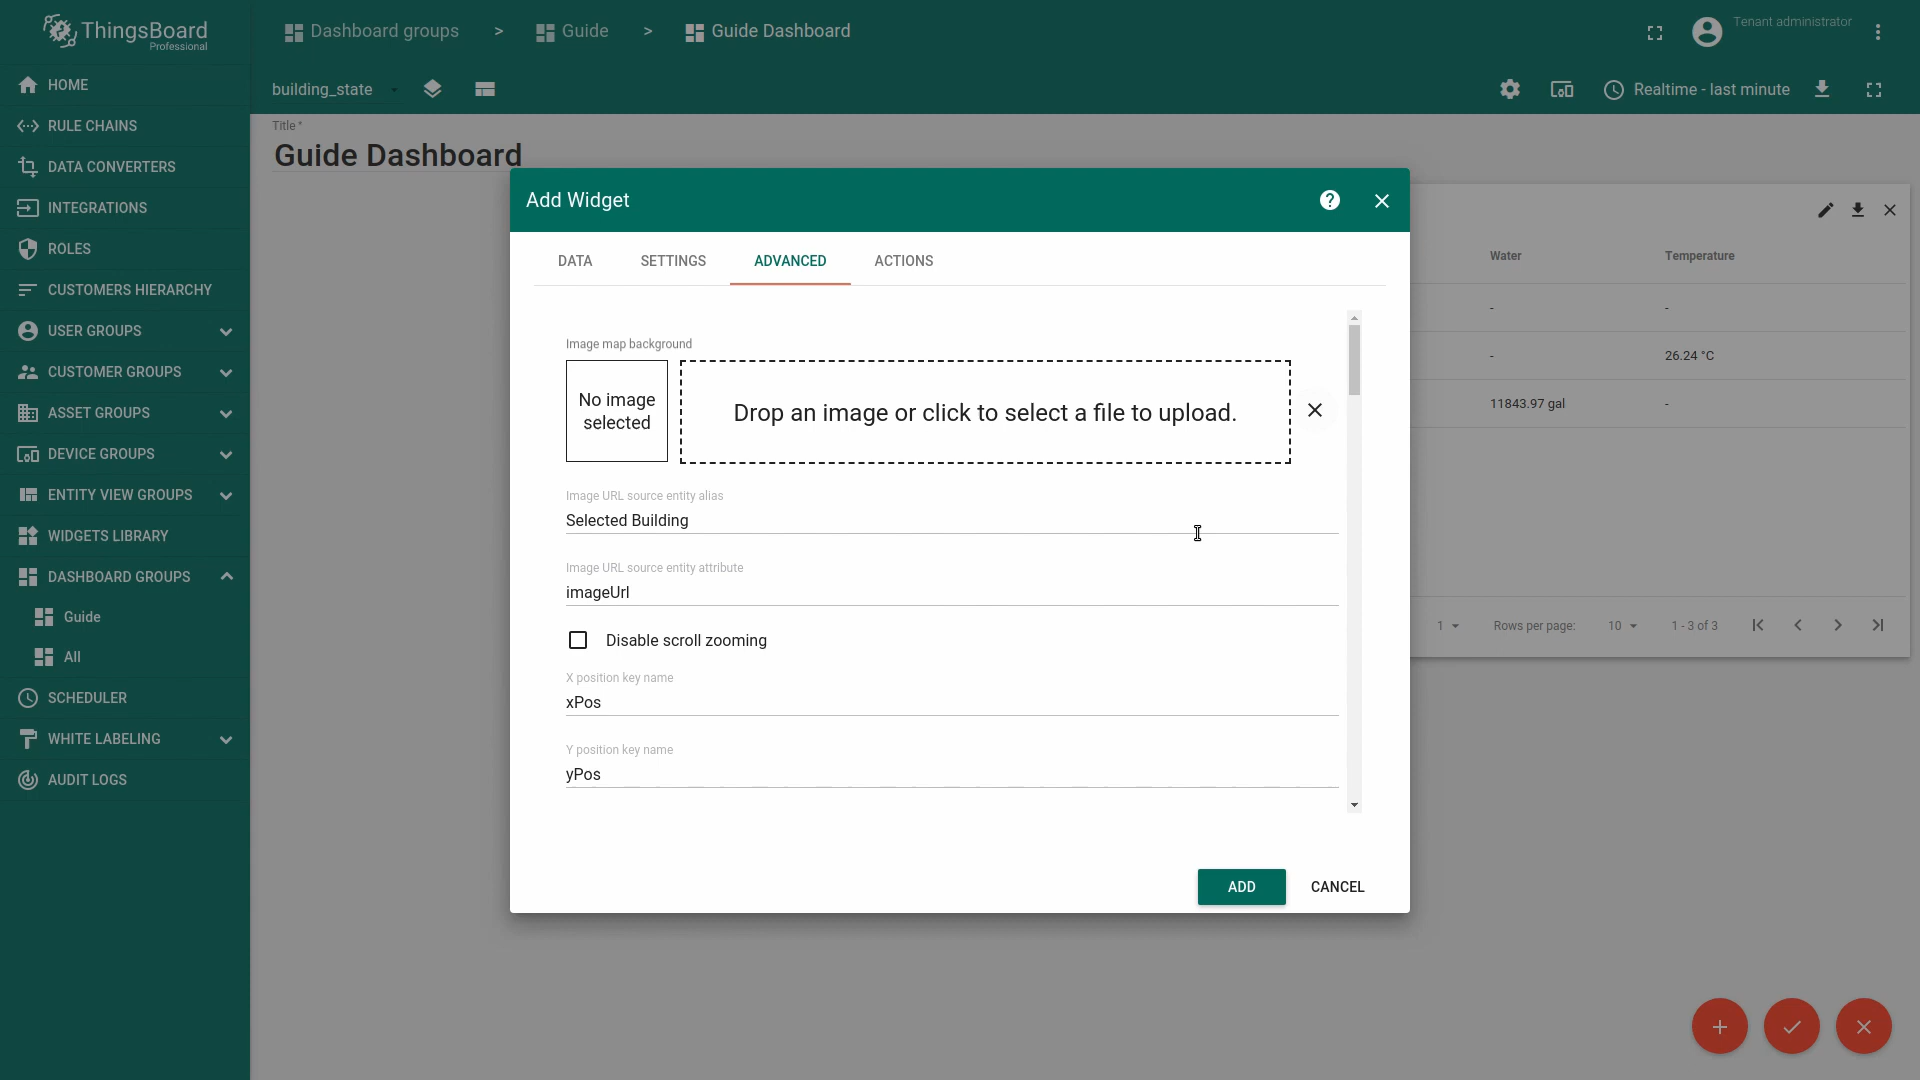 ThingsBoard
Professional
Dashboard groups > Guide > Guide Dashboard
Tenant administrator
HOME
RULE CHAINS
DATA CONVERTERS
INTEGRATIONS
ROLES
CUSTOMERS HIERARCHY
USER GROUPS
CUSTOMER GROUPS
ASSET GROUPS
DEVICE GROUPS
ENTITY VIEW GROUPS
WIDGETS LIBRARY
DASHBOARD GROUPS
Guide
All
SCHEDULER
WHITE LABELING
AUDIT LOGS
building_state
Realtime - last minute
Title *
Guide Dashboard
Add Widget
DATA SETTINGS ADVANCED ACTIONS
Image map background
No image
selected
Drop an image or click to select a file to upload.
Image URL source entity alias
Selected Building
Image URL source entity attribute
imageUrl
Disable scroll zooming
X position key name
xPos
Y position key name
yPos
ADD CANCEL
Water Temperature
- -
- 26.24 °C
11843.97 gal -
1 Rows per page: 10 1 - 3 of 3